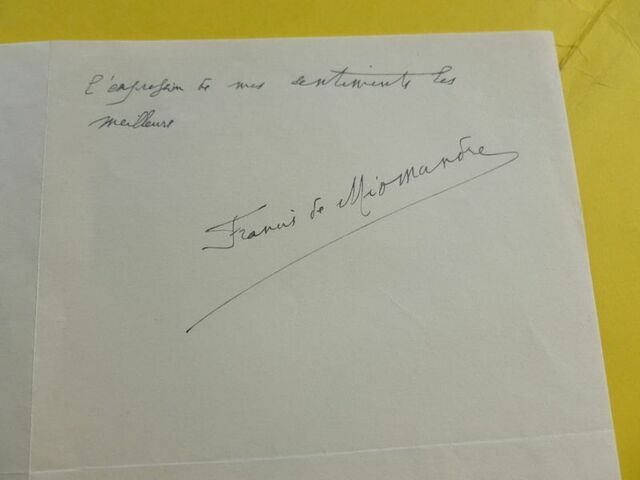 l'expression de mes sentiments les
meilleurs
Francis de Miomandre